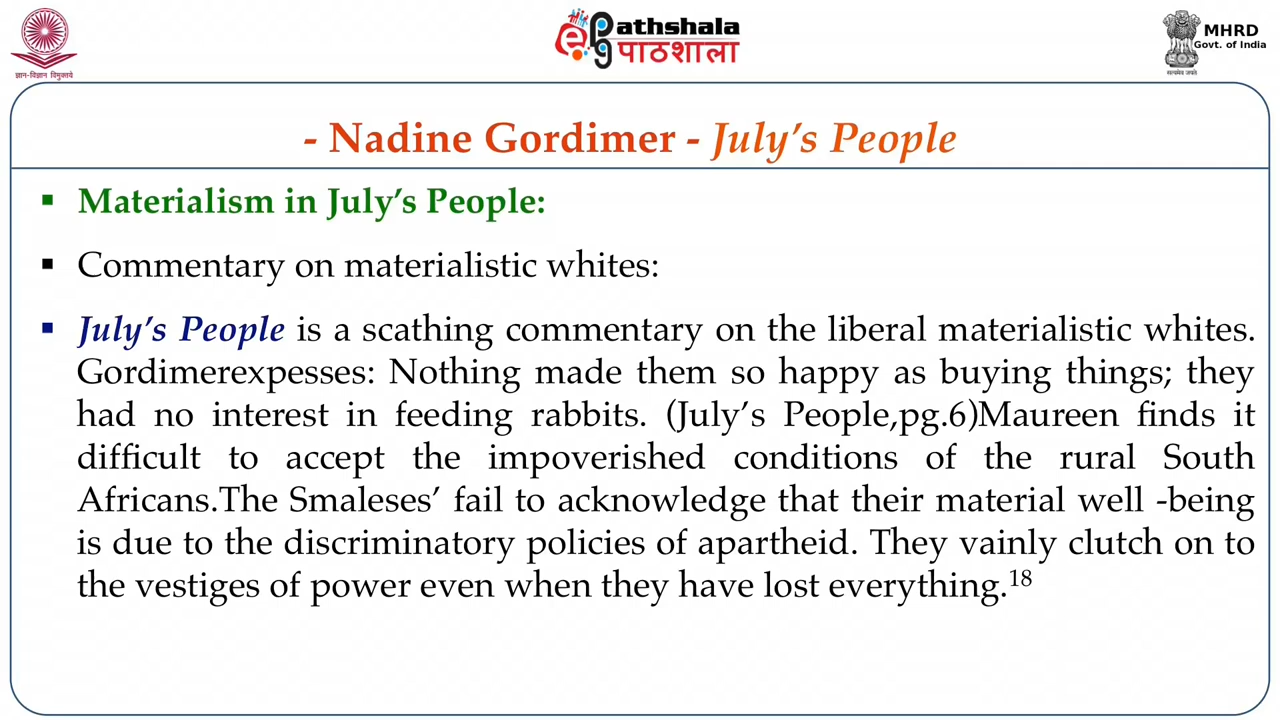 ज्ञान-विज्ञान विमुक्तये
ePgathshala
पाठशाला
सत्यमेव जयते
MHRD
Govt. of India
- Nadine Gordimer - July’s People
▪ Materialism in July’s People:
▪ Commentary on materialistic whites:
▪ July’s People is a scathing commentary on the liberal materialistic whites.
Gordimerexpesses: Nothing made them so happy as buying things; they
had no interest in feeding rabbits. (July’s People,pg.6)Maureen finds it
difficult to accept the impoverished conditions of the rural South
Africans.The Smaleses’ fail to acknowledge that their material well -being
is due to the discriminatory policies of apartheid. They vainly clutch on to
the vestiges of power even when they have lost everything.18